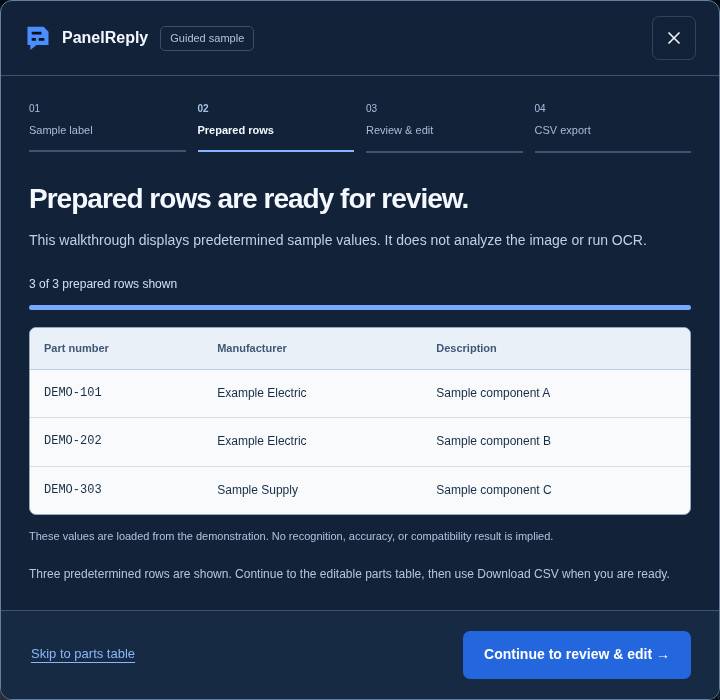 PanelReply
Guided sample
01
Sample label
02
Prepared rows
03
Review & edit
04
CSV export
Prepared rows are ready for review.
This walkthrough displays predetermined sample values. It does not analyze the image or run OCR.
3 of 3 prepared rows shown
Part number Manufacturer Description
DEMO-101 Example Electric Sample component A
DEMO-202 Example Electric Sample component B
DEMO-303 Sample Supply Sample component C
These values are loaded from the demonstration. No recognition, accuracy, or compatibility result is implied.
Three predetermined rows are shown. Continue to the editable parts table, then use Download CSV when you are ready.
Skip to parts table
Continue to review & edit →